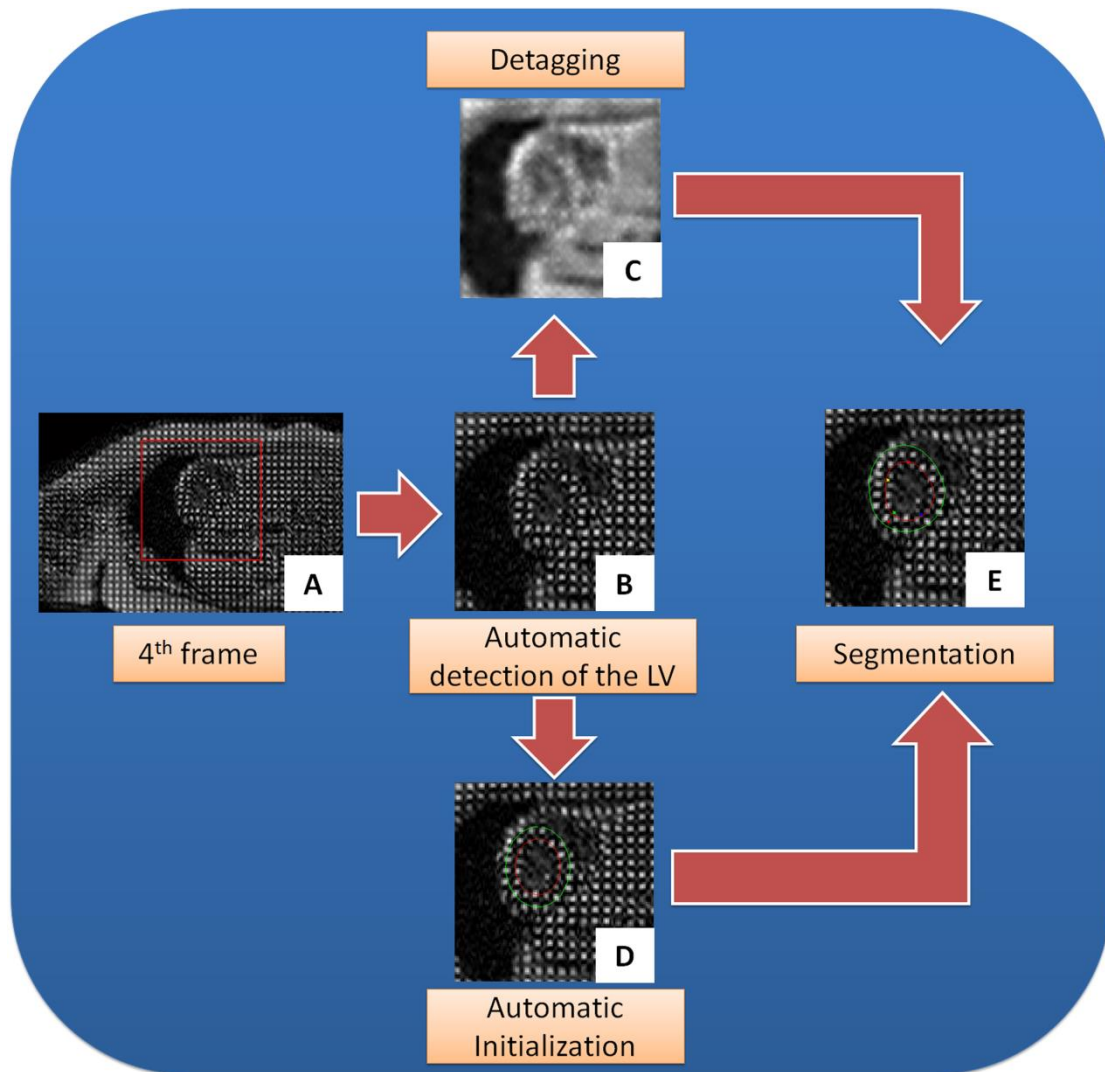 Detagging
C
A
B
E
4th frame
Automatic
detection of the LV
Segmentation
D
Automatic
Initialization